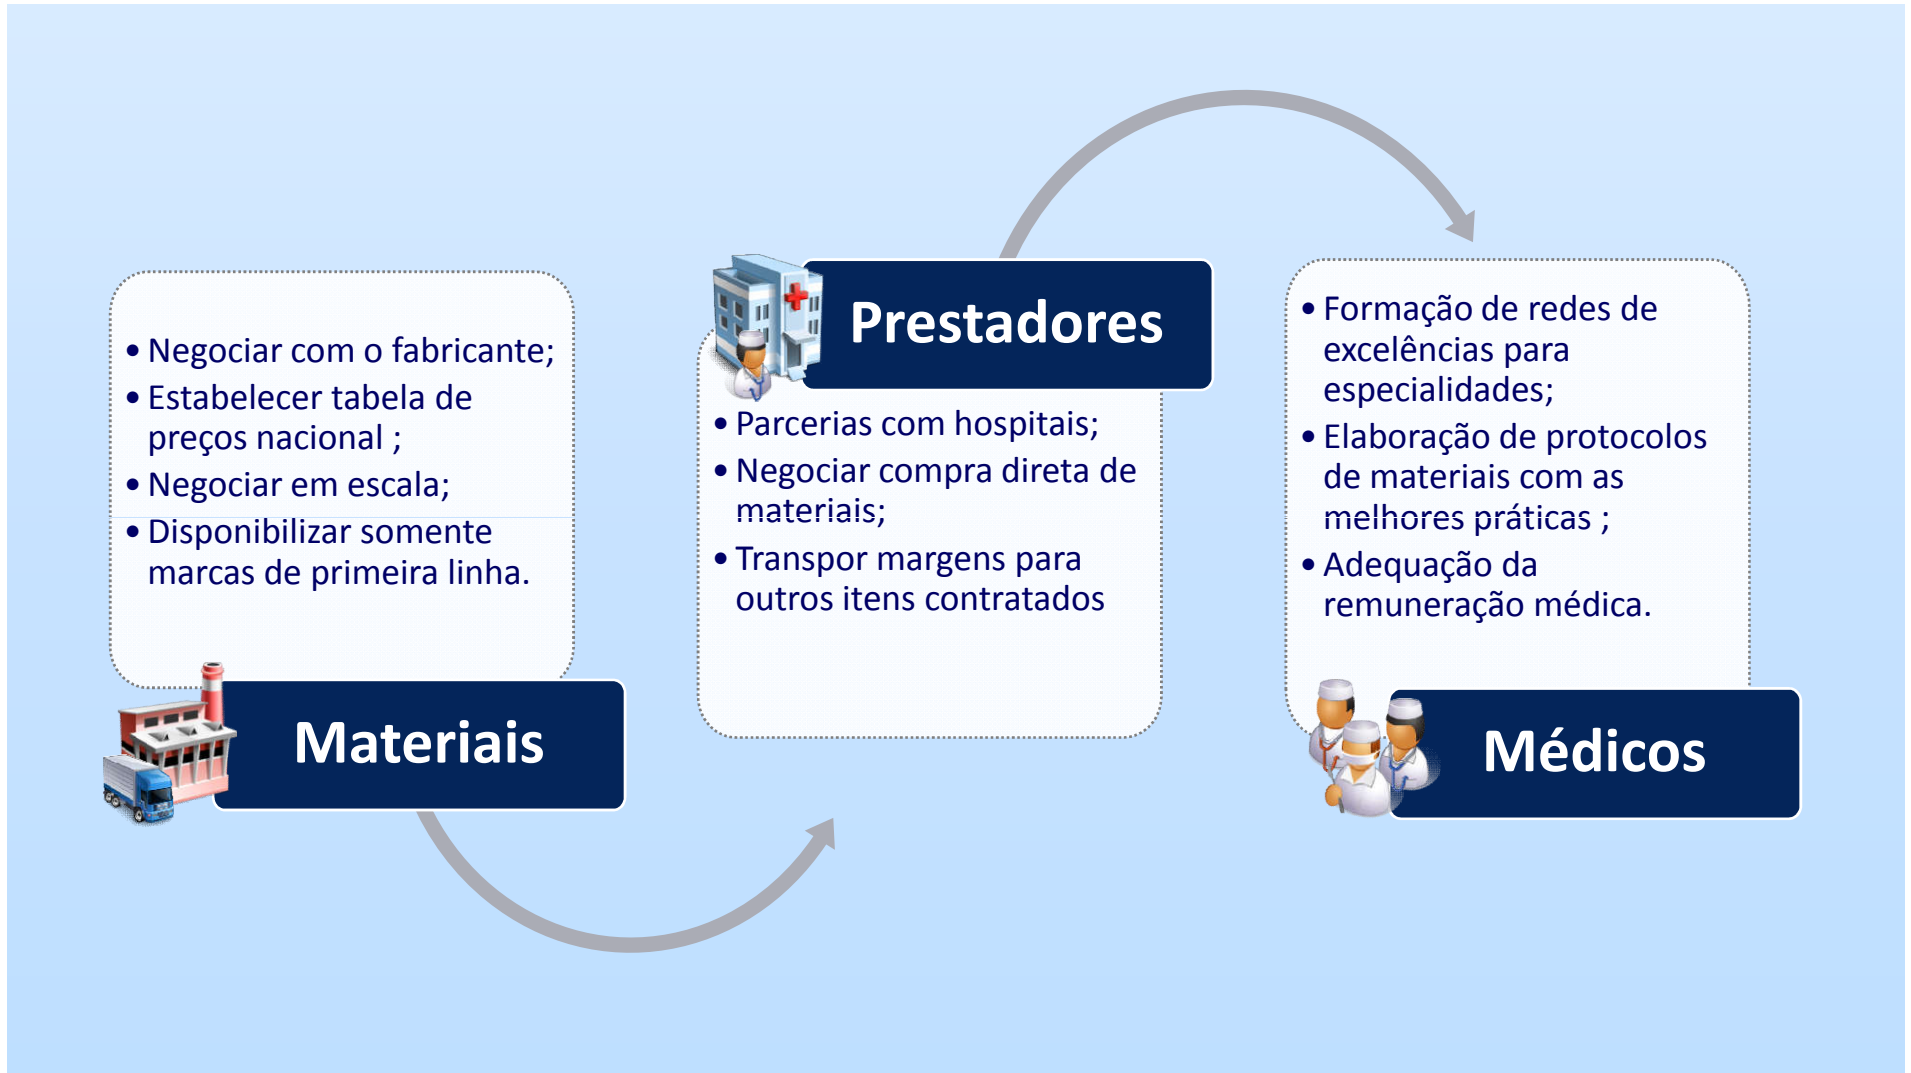 • Negociar com o fabricante;
• Estabelecer tabela de
preços nacional ;
• Negociar em escala;
• Disponibilizar somente
marcas de primeira linha.
Materiais
Prestadores
• Parcerias com hospitais;
• Negociar compra direta de
materiais;
• Transpor margens para
outros itens contratados
• Formação de redes de
excelências para
especialidades;
• Elaboração de protocolos
de materiais com as
melhores práticas ;
• Adequação da
remuneração médica.
Médicos